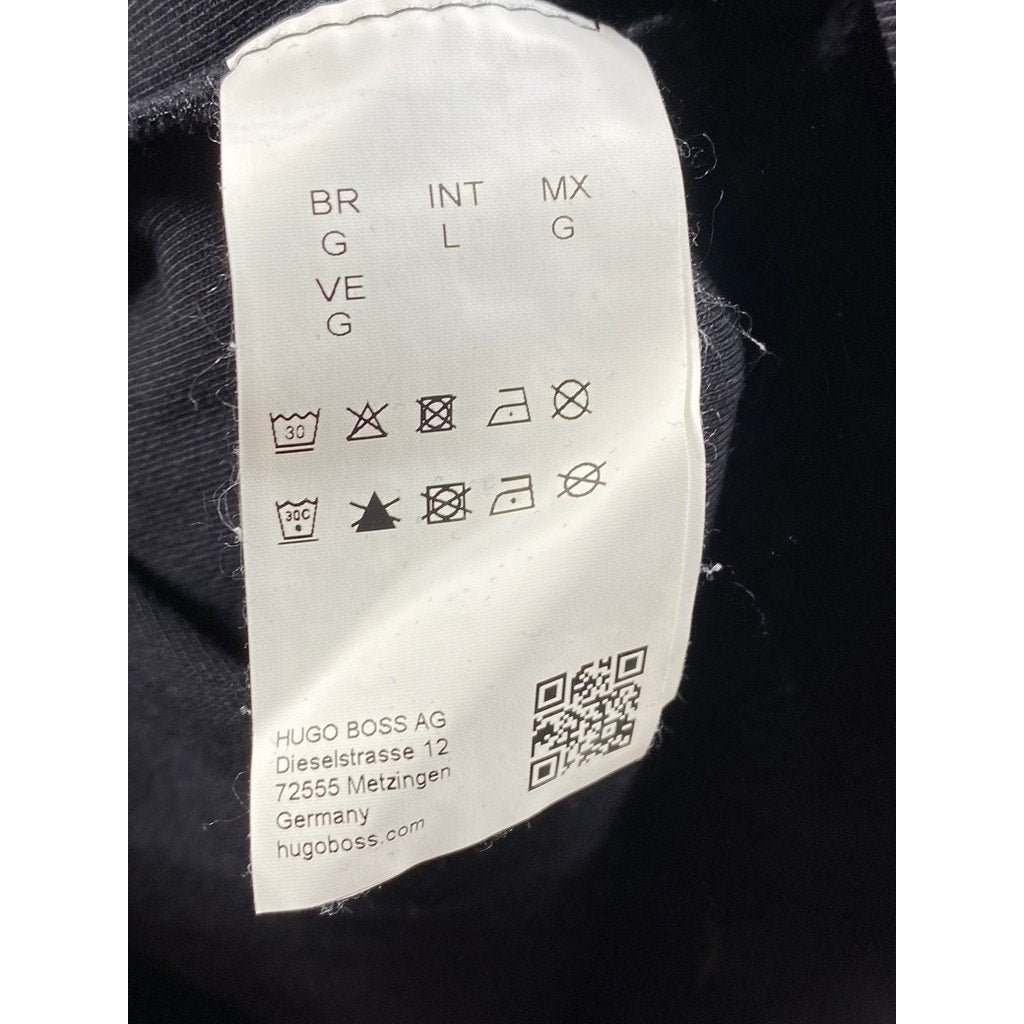 BR INT MX
G L G
VE
G
30
30C
HUGO BOSS AG
Dieselstrasse 12
72555 Metzingen
Germany
hugoboss.com